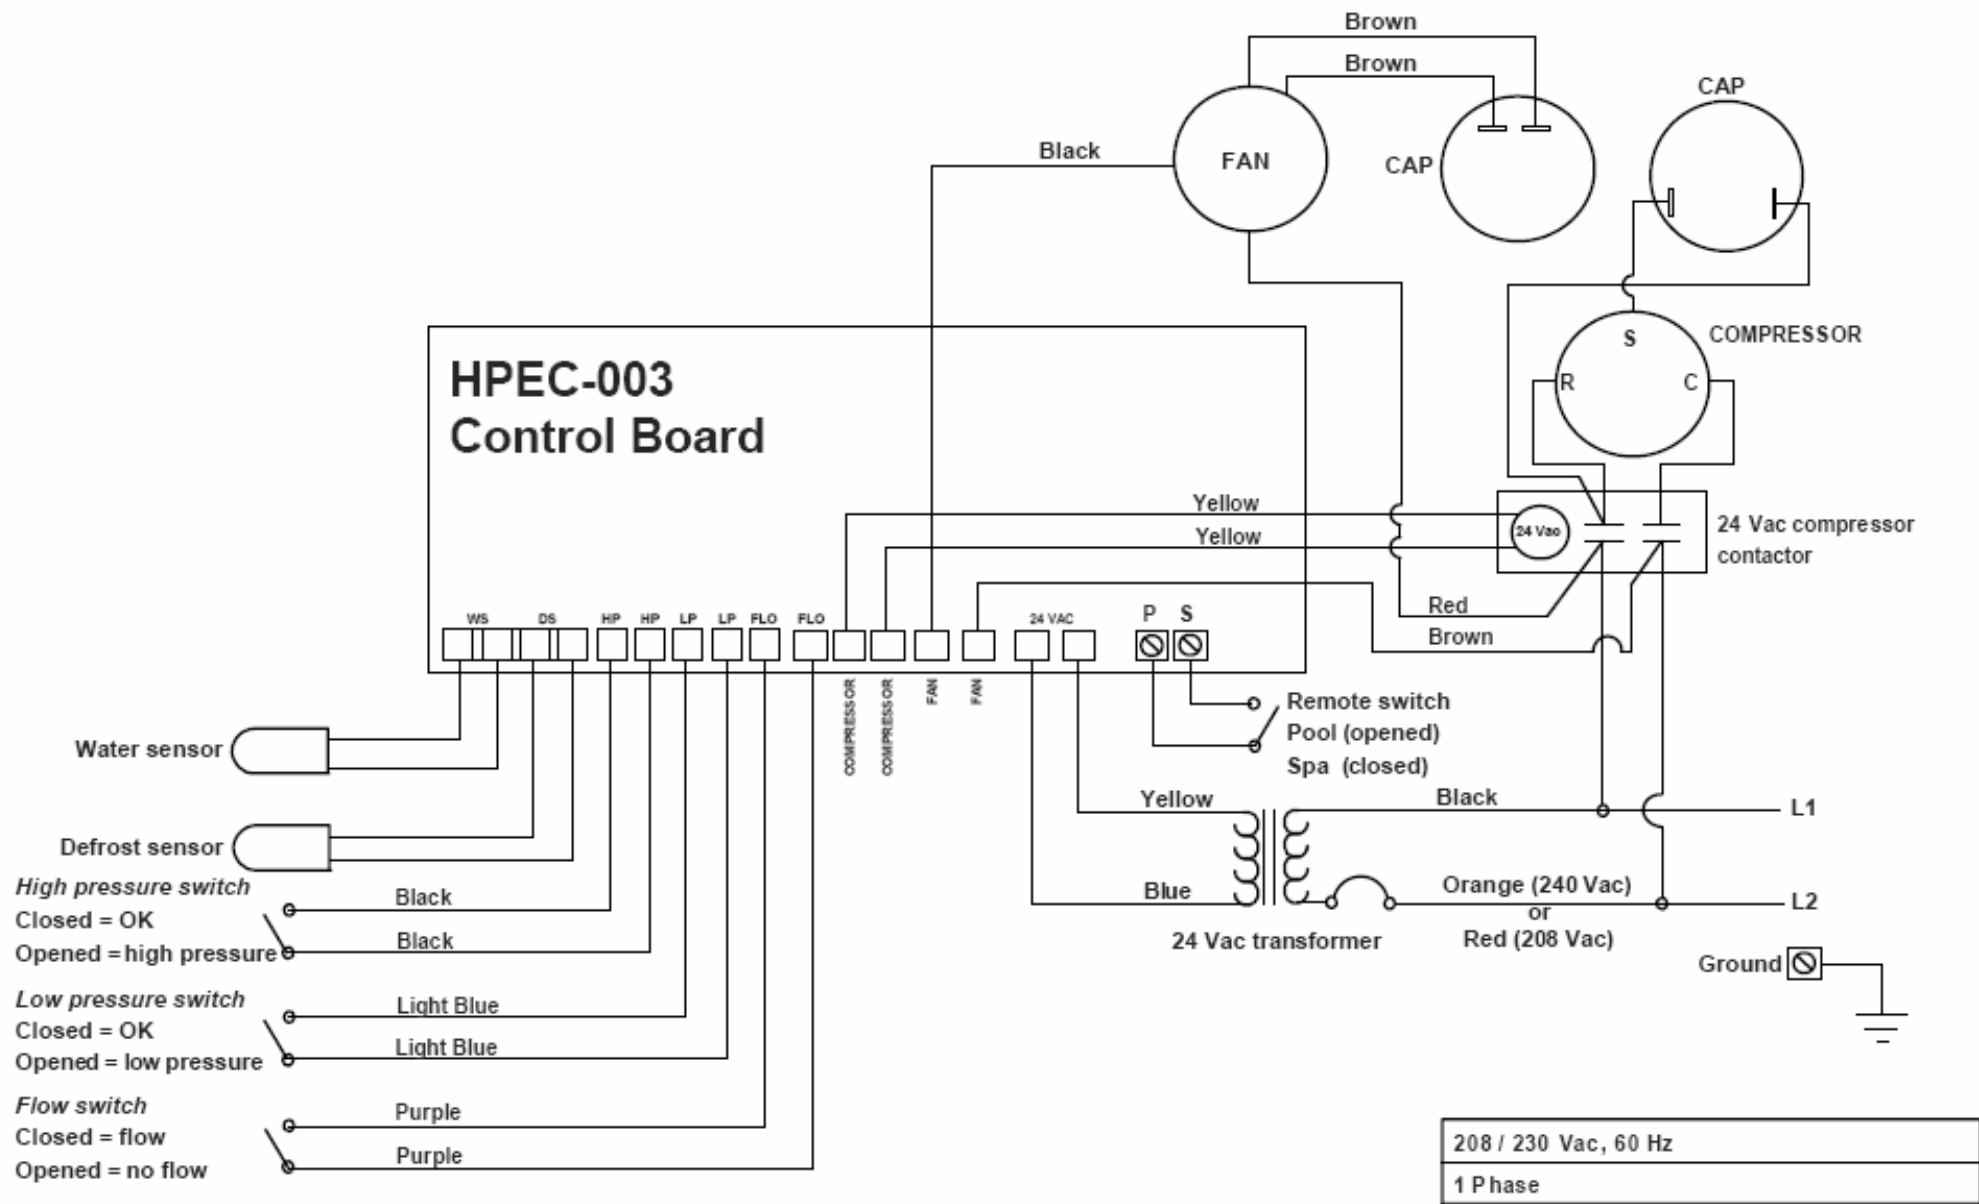 Brown
Brown
CAP
FAN
CAP
Black
COMPRESSOR
S
R
C
HPEC-003
Control Board
Yellow
Yellow
24 Vac
24 Vac compressor
contactor
Red
Brown
WS
DS
HP
HP
LP
LP
FLO
FLO
24 VAC
P
S
COMPRESSOR
COMPRESSOR
FAN
FAN
Remote switch
Pool (opened)
Spa (closed)
Water sensor
Yellow
Black
L1
Defrost sensor
Blue
Orange (240 Vac)
or
Red (208 Vac)
L2
24 Vac transformer
Ground
High pressure switch
Closed = OK
Opened = high pressure
Black
Black
Low pressure switch
Closed = OK
Opened = low pressure
Light Blue
Light Blue
Flow switch
Closed = flow
Opened = no flow
Purple
Purple
208 / 230 Vac, 60 Hz
1 Phase